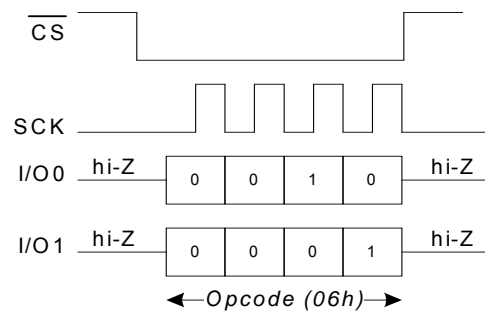 CS
SCK
I/O0 hi-Z 0 0 1 0 hi-Z
I/O1 hi-Z 0 0 0 1 hi-Z
Opcode (06h)